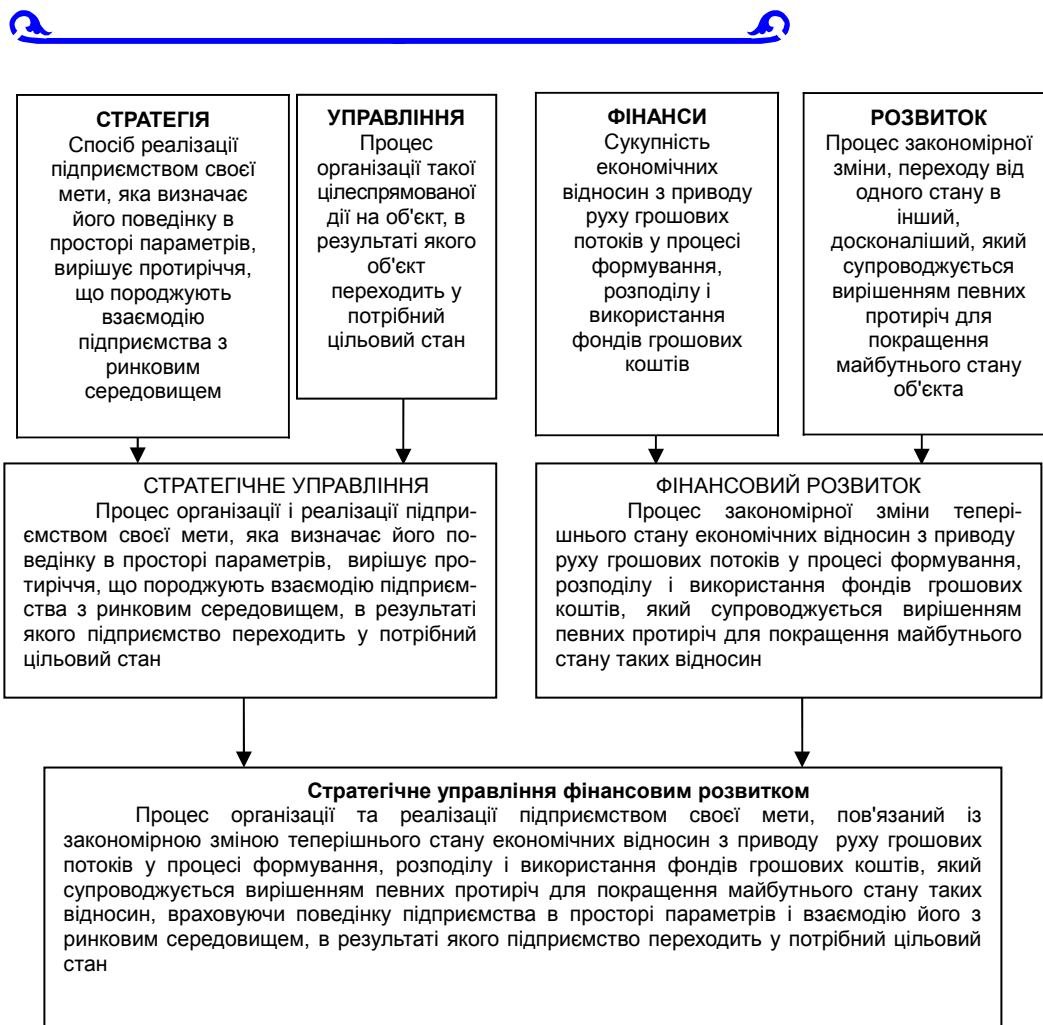 СТРАТЕГІЯ
Спосіб реалізації
підприємством своєї
мети, яка визначає
його поведінку в
просторі параметрів,
вирішує протиріччя,
що породжують
взаємодію
підприємства з
ринковим
середовищем
УПРАВЛІННЯ
Процес
організації такої
цілеспрямованої
дії на об'єкт, в
результаті якого
об'єкт
переходить у
потрібний
цільовий стан
ФІНАНСИ
Сукупність
економічних
відносин з приводу
руху грошових
потоків у процесі
формування,
розподілу і
використання
фондів грошових
коштів
РОЗВИТОК
Процес закономірної
зміни, переходу від
одного стану в
інший,
досконаліший, який
супроводжується
вирішенням певних
протиріч для
покращення
майбутнього стану
об'єкта
СТРАТЕГІЧНЕ УПРАВЛІННЯ
Процес організації і реалізації підпри-
ємством своєї мети, яка визначає його по-
ведінку в просторі параметрів, вирішує про-
тиріччя, що породжують взаємодію підприєм-
ства з ринковим середовищем, в результаті
якого підприємство переходить у потрібний
цільовий стан
ФІНАНСОВИЙ РОЗВИТОК
Процес закономірної зміни тепері-
шнього стану економічних відносин з приводу
руху грошових потоків у процесі формування,
розподілу і використання фондів грошових
коштів, який супроводжується вирішенням
певних протиріч для покращення майбутнього
стану таких відносин
Стратегічне управління фінансовим розвитком
Процес організації та реалізації підприємством своєї мети, пов'язаний із
закономірною зміною теперішнього стану економічних відносин з приводу руху грошових
потоків у процесі формування, розподілу і використання фондів грошових коштів, який
супроводжується вирішенням певних протиріч для покращення майбутнього стану таких
відносин, враховуючи поведінку підприємства в просторі параметрів і взаємодію його з
ринковим середовищем, в результаті якого підприємство переходить у потрібний цільовий
стан